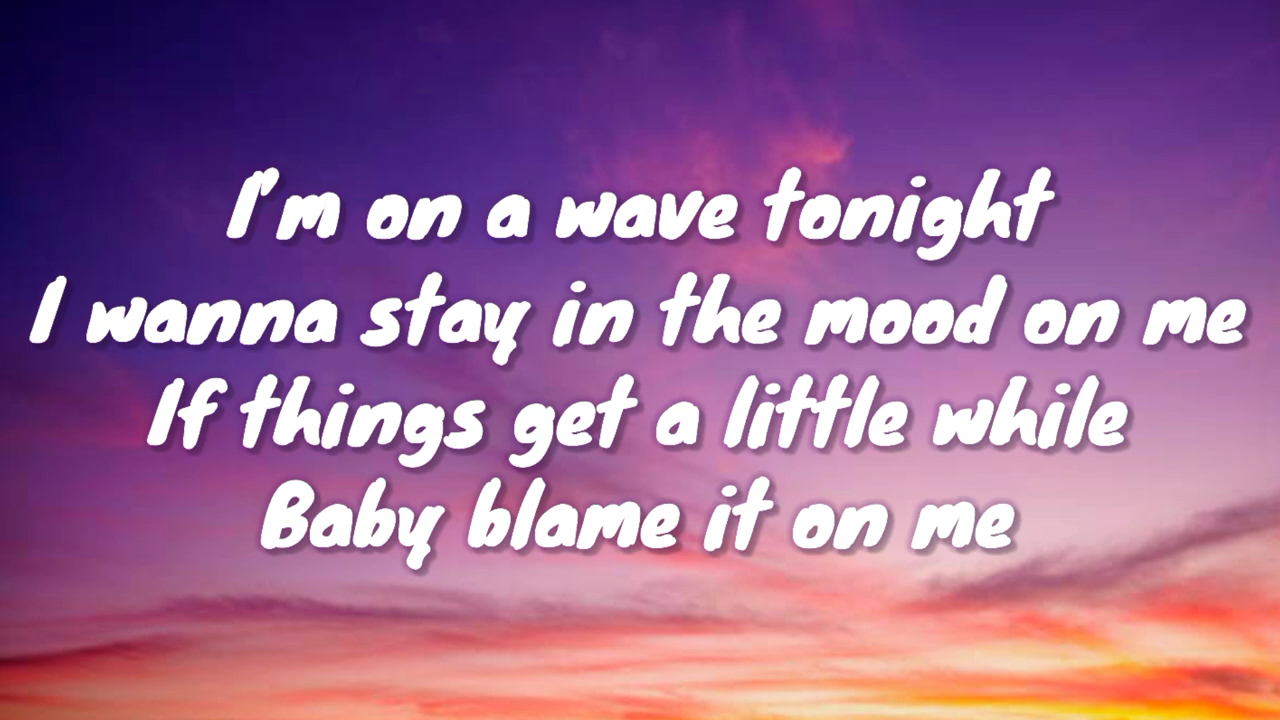 I'm on a wave tonight
I wanna stay in the mood on me
If things get a little while
Baby blame it on me